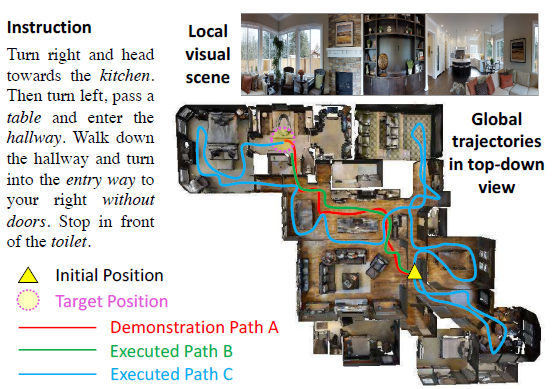 Instruction
Turn right and head
towards the kitchen.
Then turn left, pass a
table and enter the
hallway. Walk down
the hallway and turn
into the entry way to
your right without
doors. Stop in front
of the toilet.
Local
visual
scene
Global
trajectories
in top-down
view
Initial Position
Target Position
Demonstration Path A
Executed Path B
Executed Path C